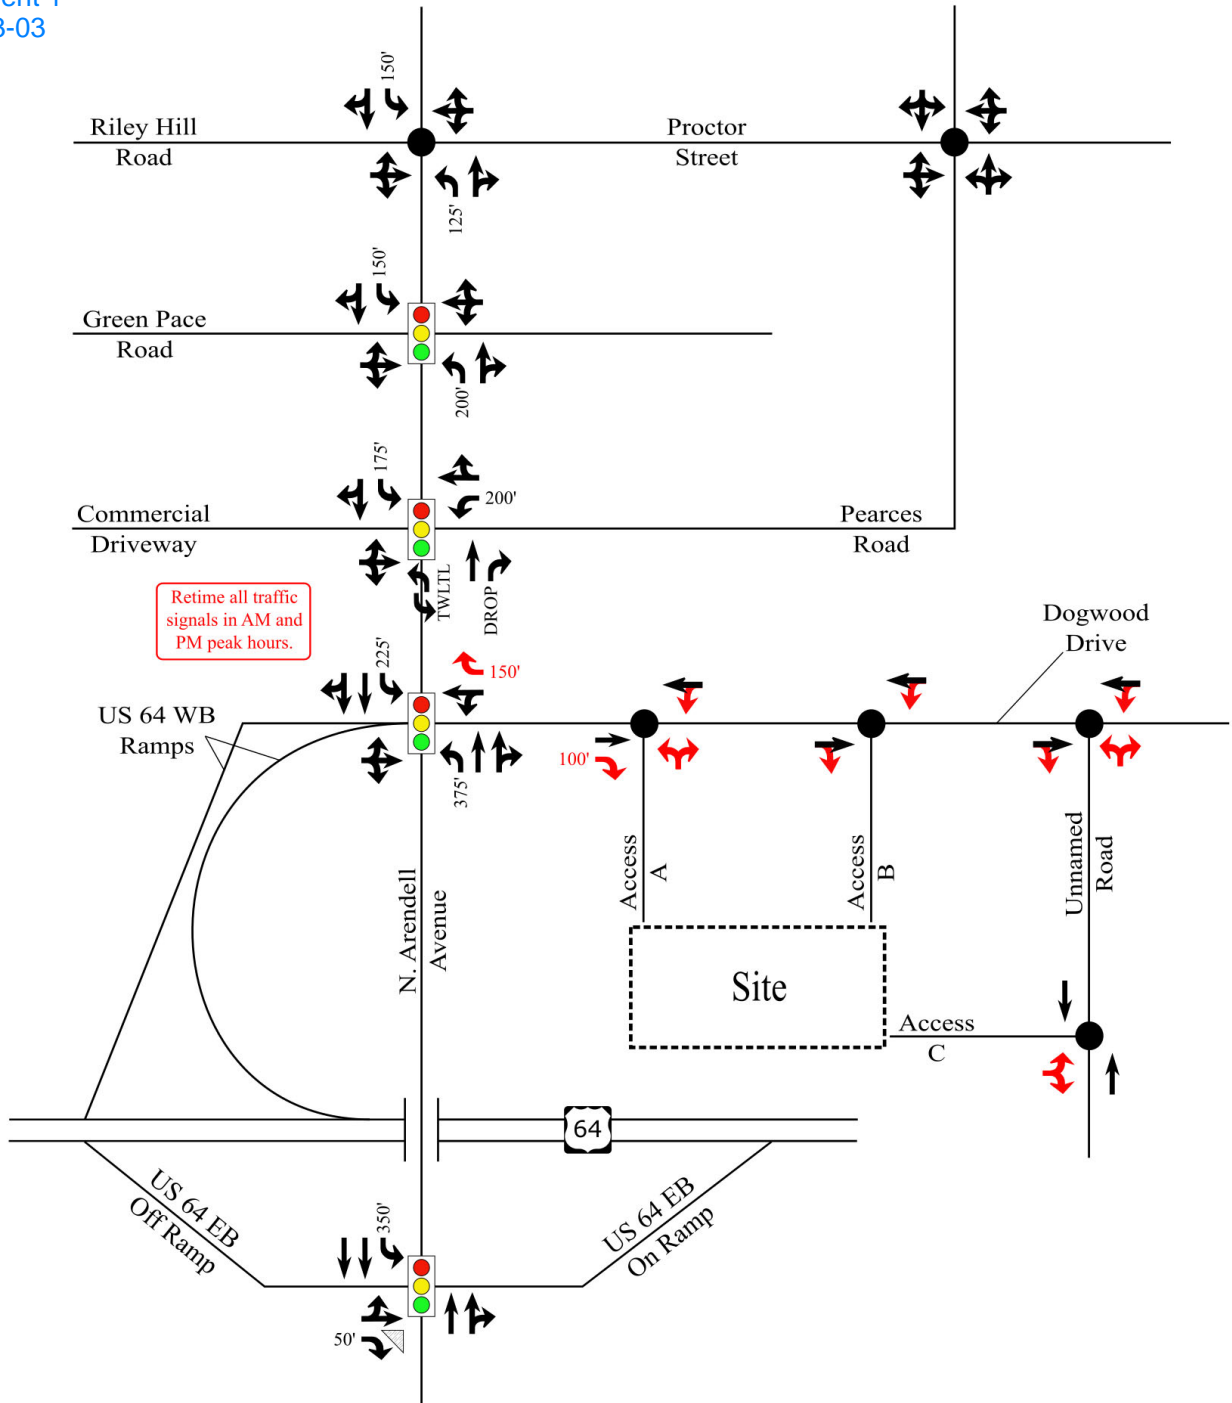 3-03
150'
Riley Hill
Road
Proctor
Street
125'
150'
Green Pace
Road
200'
175'
200'
Commercial
Driveway
Pearces
Road
TWLTL
DROP
Retime all traffic
signals in AM and
PM peak hours.
225'
150'
Dogwood
Drive
US 64 WB
Ramps
375'
100'
Access
A
Access
B
Unnamed
Road
N. Arendell
Avenue
Site
Access
C
64
US 64 EB
Off Ramp
350'
US 64 EB
On Ramp
50'